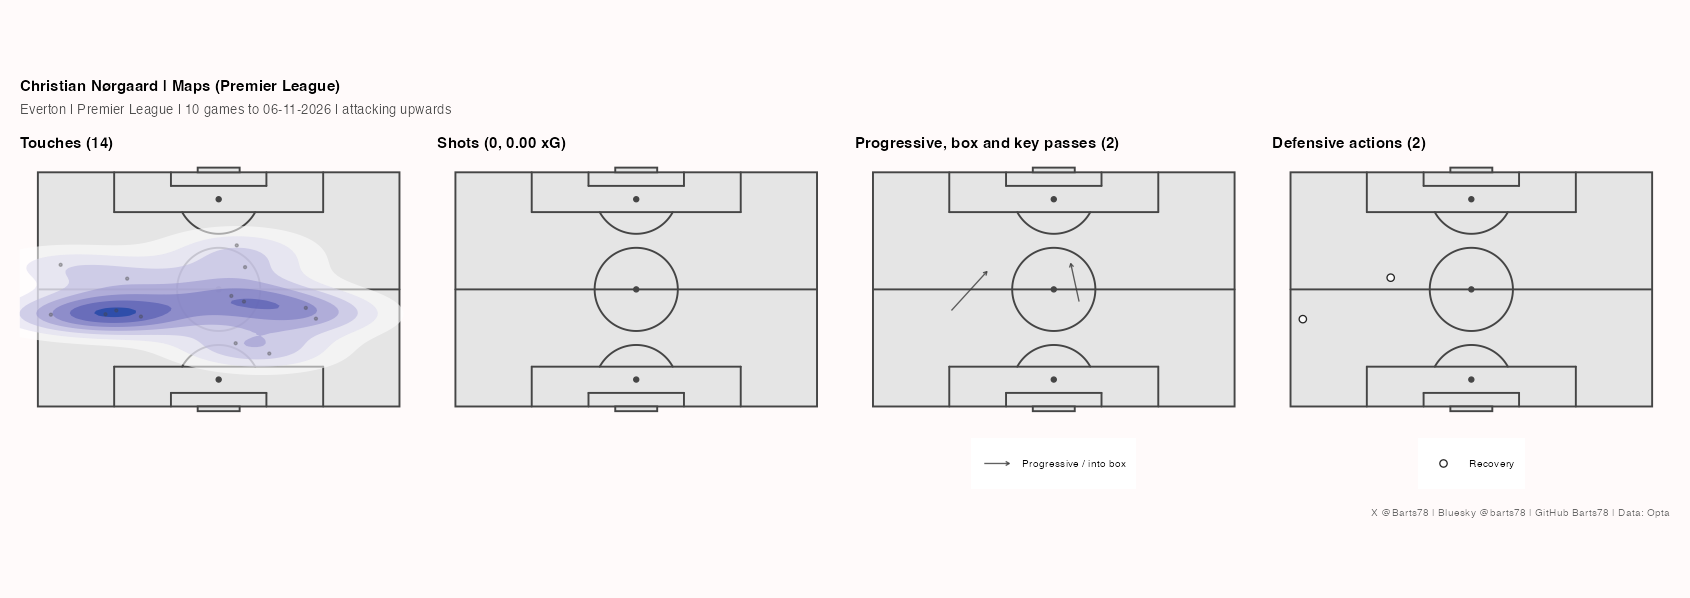 Christian Nørgaard | Maps (Premier League)
Everton | Premier League | 10 games to 06-11-2026 | attacking upwards
Touches (14)
Shots (0, 0.00 xG)
Progressive, box and key passes (2)
Defensive actions (2)
Progressive / into box
Recovery
X @Barts78 | Bluesky @barts78 | GitHub Barts78 | Data: Opta